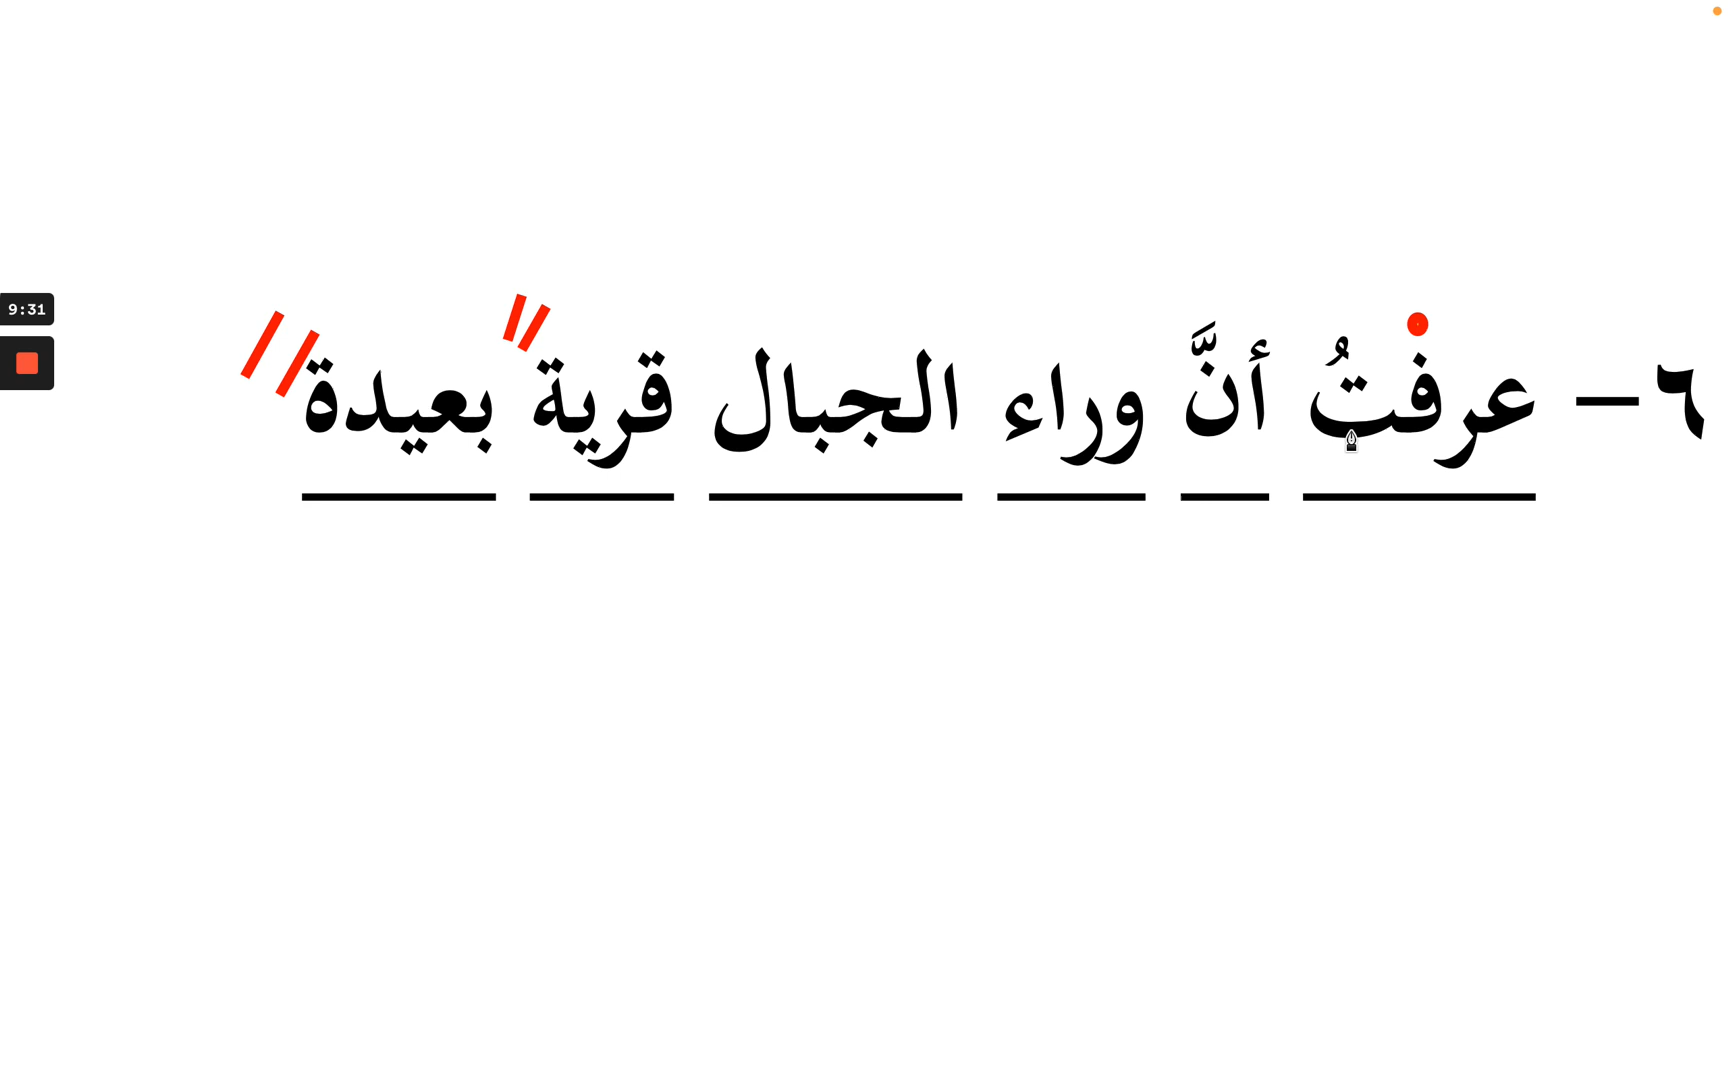 ٦ – عرفتُ أنَّ وراء الجبال قريةً بعيدةً
9:31